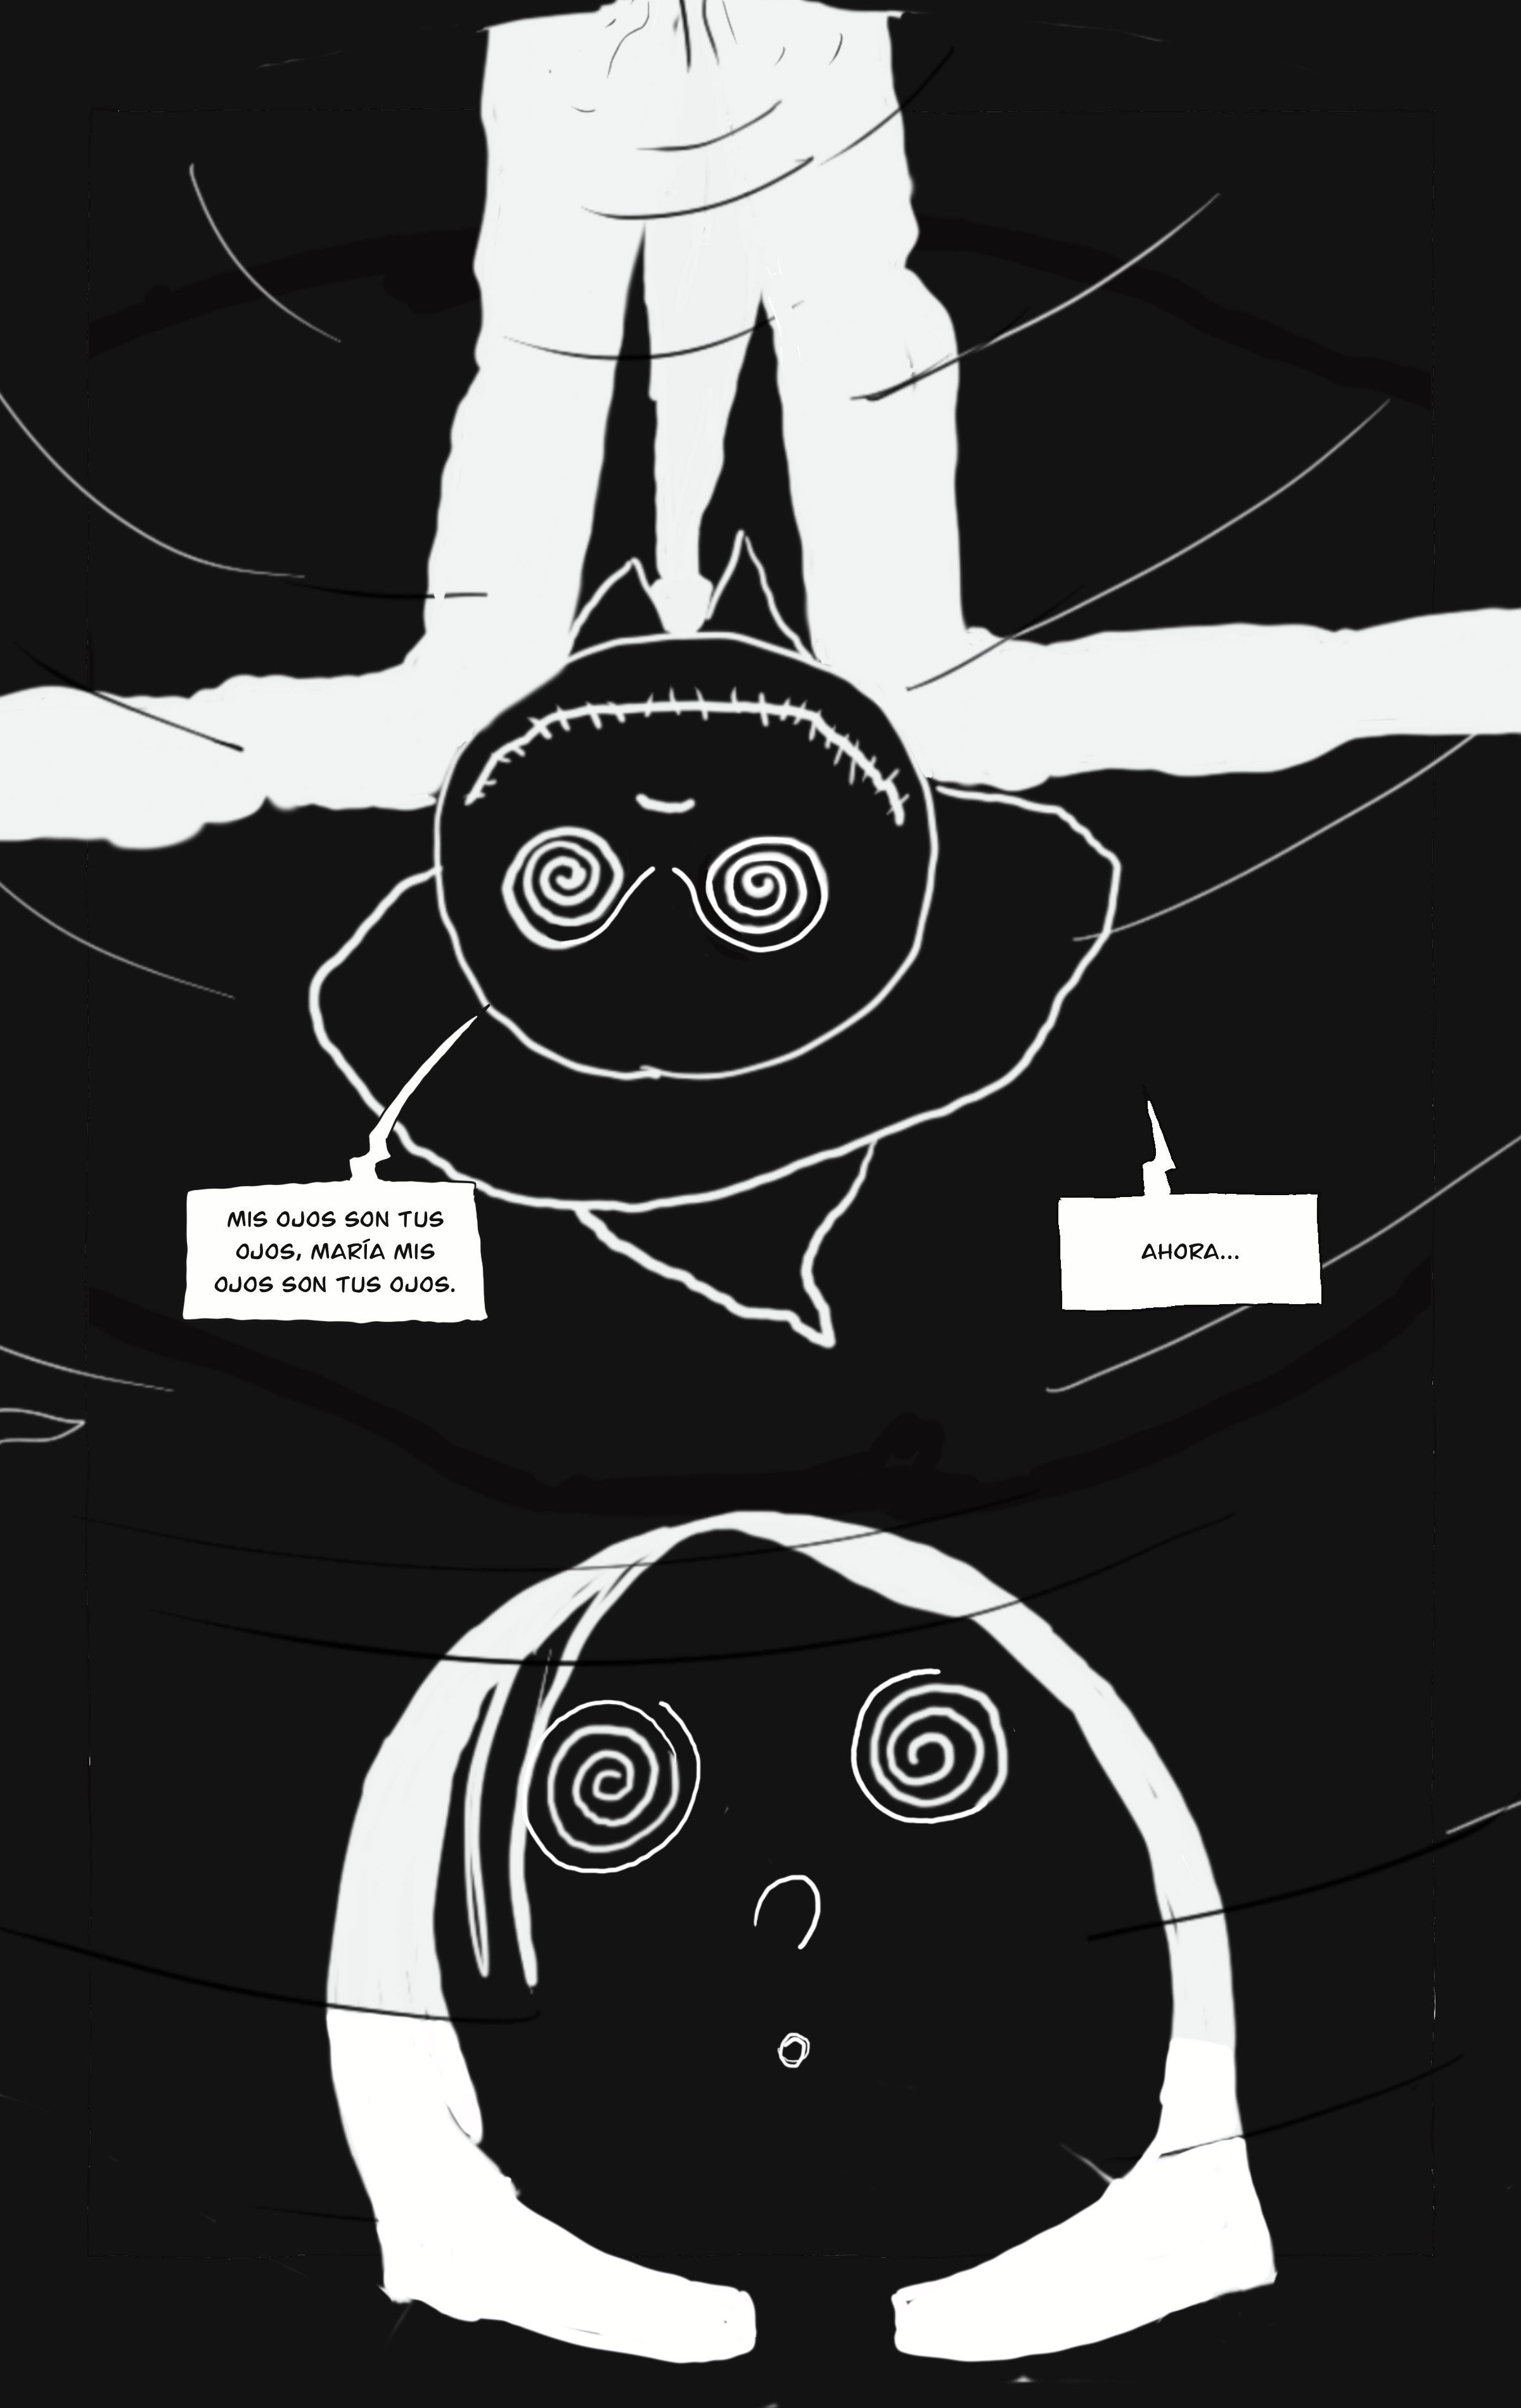 MIS OJOS SON TUS
OJOS, MARÍA MIS
OJOS SON TUS OJOS.
AHORA...